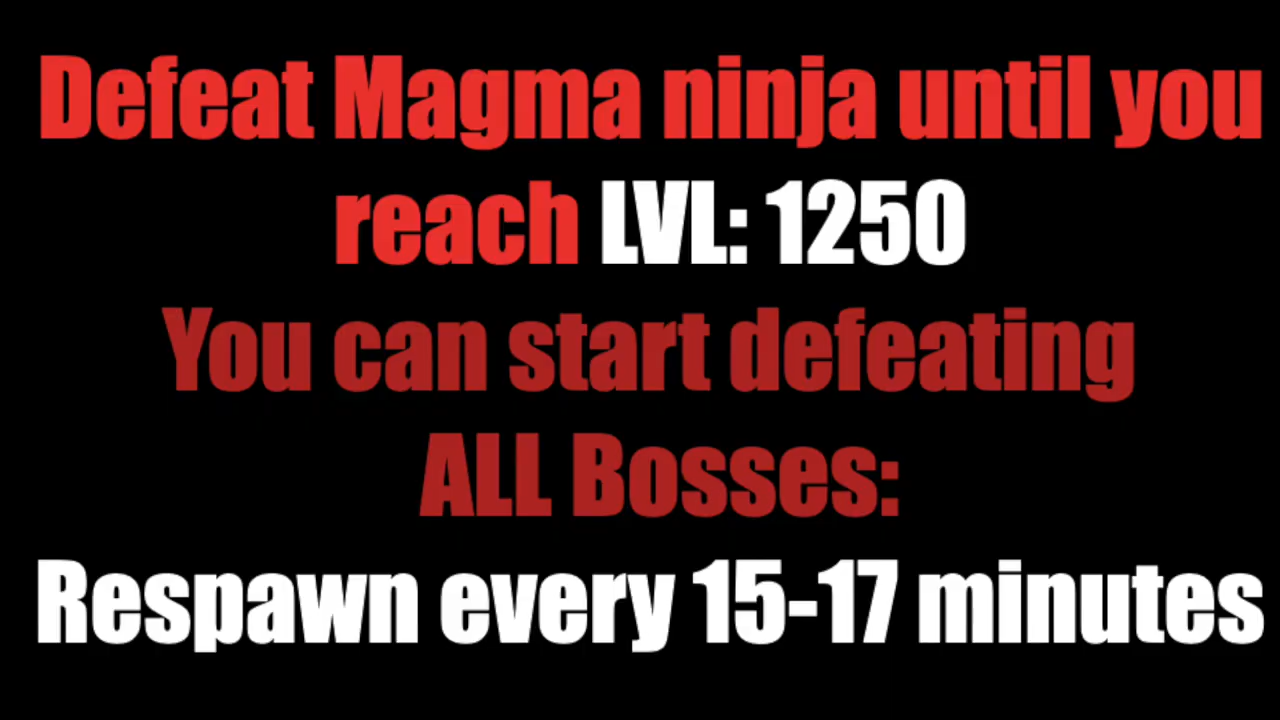 Defeat Magma ninja until you
reach LVL: 1250
You can start defeating
ALL Bosses:
Respawn every 15-17 minutes